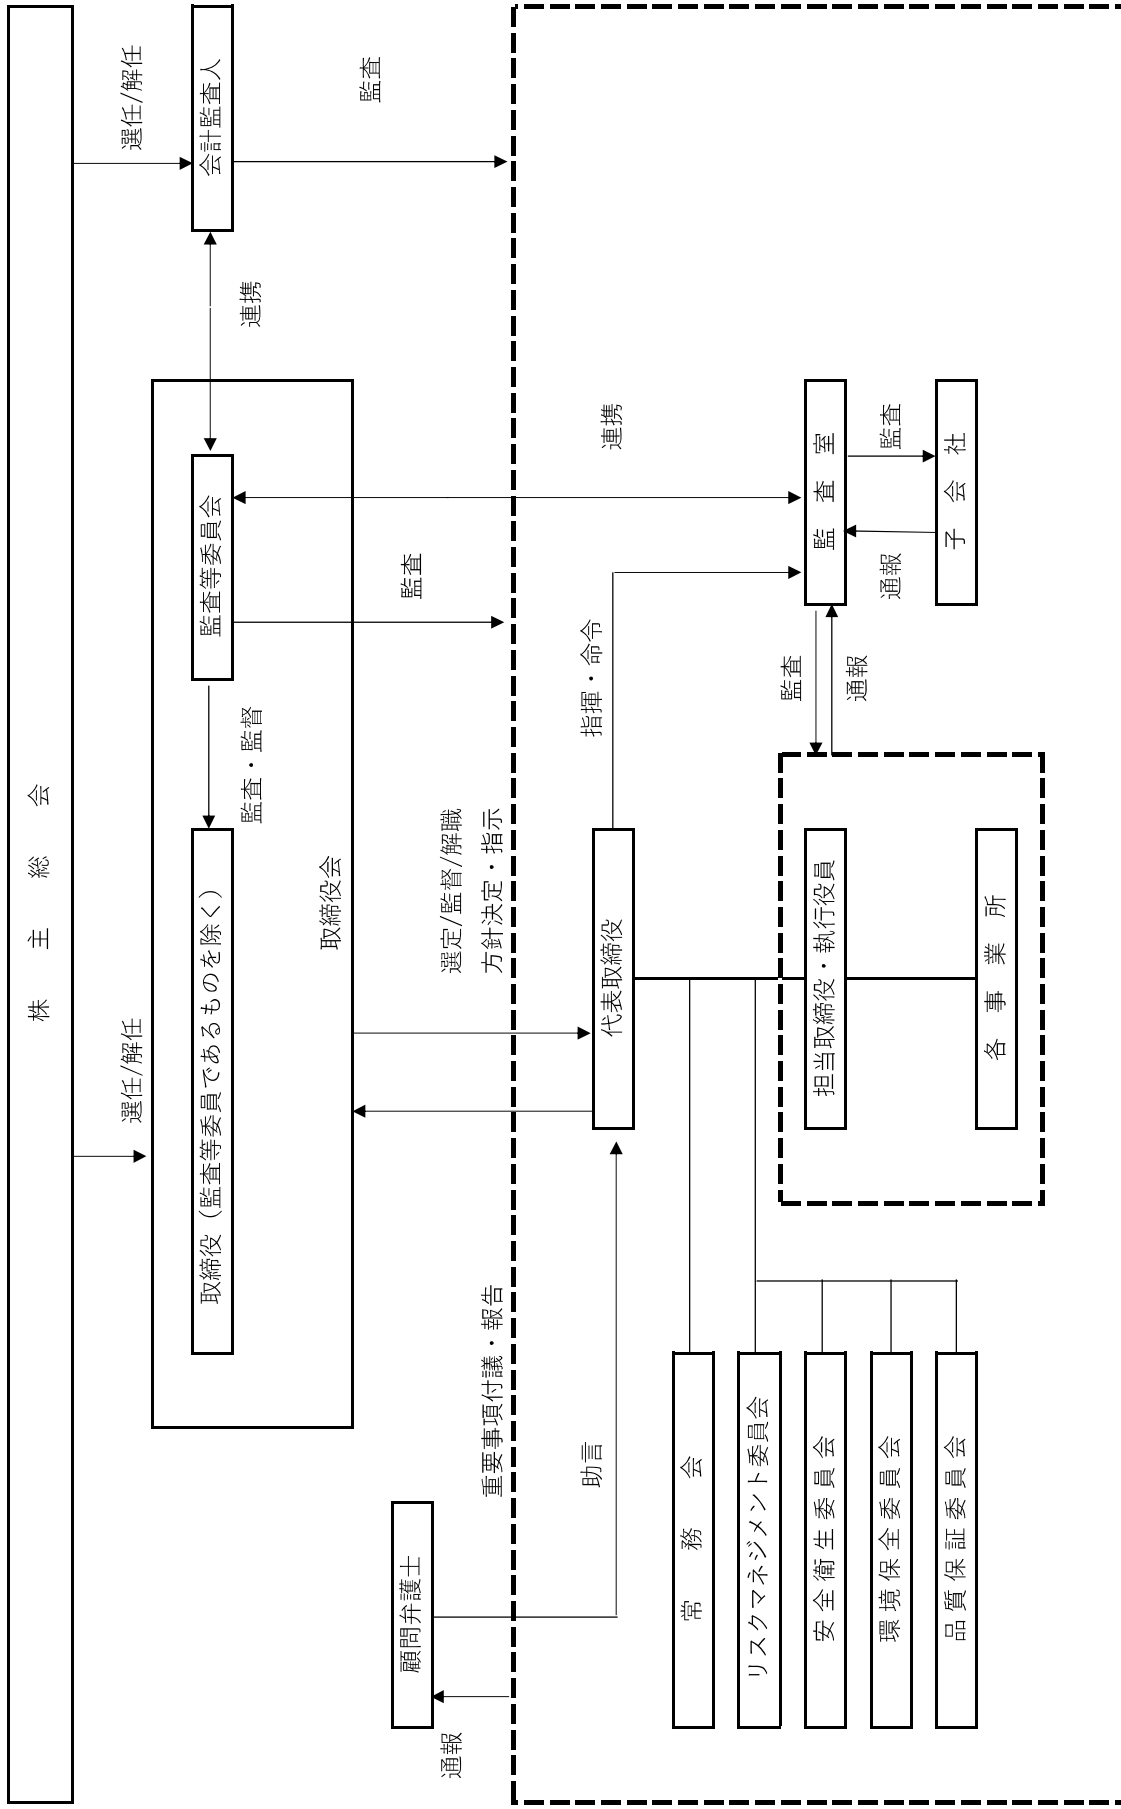 株主総会
選任/解任
選任/解任
会計監査人
監査
連携
監査等委員会
監査・監督
取締役（監査等委員であるものを除く）
取締役会
連携
監査
選定/監督/解職
方針決定・指示
重要事項付議・報告
顧問弁護士
通報
助言
代表取締役
指揮・命令
監査室
監査
通報
子会社
監査
通報
担当取締役・執行役員
各事業所
常務会
リスクマネジメント委員会
安全衛生委員会
環境保全委員会
品質保証委員会